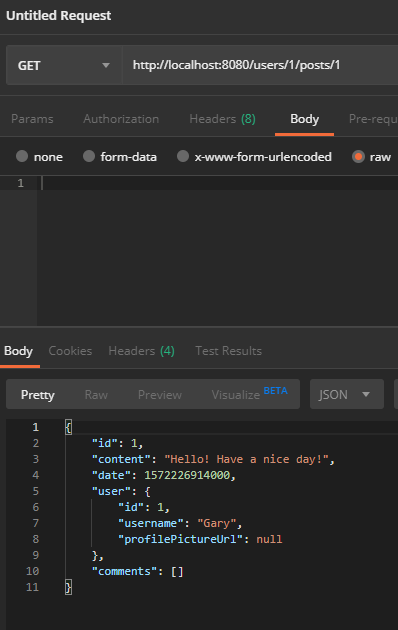 Untitled Request
GET http://localhost:8080/users/1/posts/1
Params Authorization Headers (8) Body Pre-requ
none form-data x-www-form-urlencoded raw
1
Body Cookies Headers (4) Test Results
Pretty Raw Preview Visualize BETA JSON
1 {
2 "id": 1,
3 "content": "Hello! Have a nice day!",
4 "date": 1572226914000,
5 "user": {
6 "id": 1,
7 "username": "Gary",
8 "profilePictureUrl": null
9 },
10 "comments": []
11 }